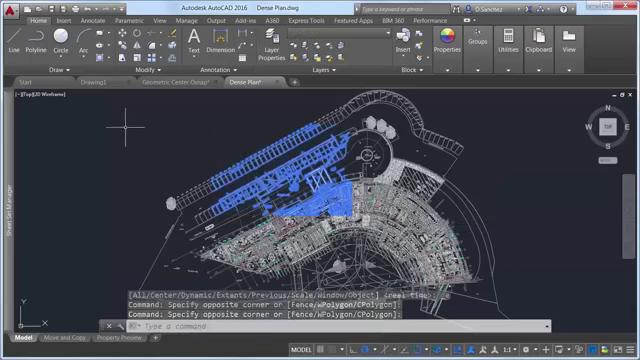 Autodesk AutoCAD 2016 Dense Plan.dwg
Type a keyword or phrase
D Sanchez
Home Insert Annotate Parametric View Manage Output Add-ins A360 Express Tools Featured Apps BIM 360 Performance
Line Polyline Circle Arc
Text Dimension
Insert
Properties Groups Utilities Clipboard View
Draw Modify Annotation Layers Block
Start Drawing1 Geometric Center Osnap* Dense Plan*
[-][Top][2D Wireframe]
N
W TOP E
S
Sheet Set Manager
Y
X
[All/Center/Dynamic/Extents/Previous/Scale/Window/Object] <real time>: e
Command: Specify opposite corner or [Fence/WPolygon/CPolygon]:
Command: Specify opposite corner or [Fence/WPolygon/CPolygon]:
Type a command
Model Move and Copy Property Preview
MODEL 1:1